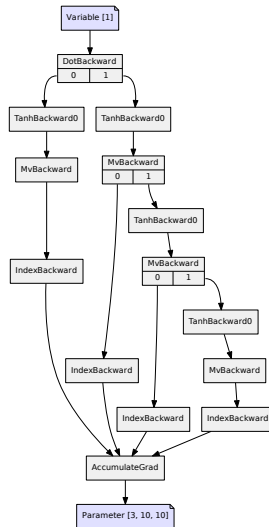 Variable [1]
DotBackward
0 1
TanhBackward0 TanhBackward0
MvBackward
MvBackward
0 1
TanhBackward0
MvBackward
0 1
IndexBackward
TanhBackward0
IndexBackward
MvBackward
IndexBackward
IndexBackward
AccumulateGrad
Parameter [3, 10, 10]